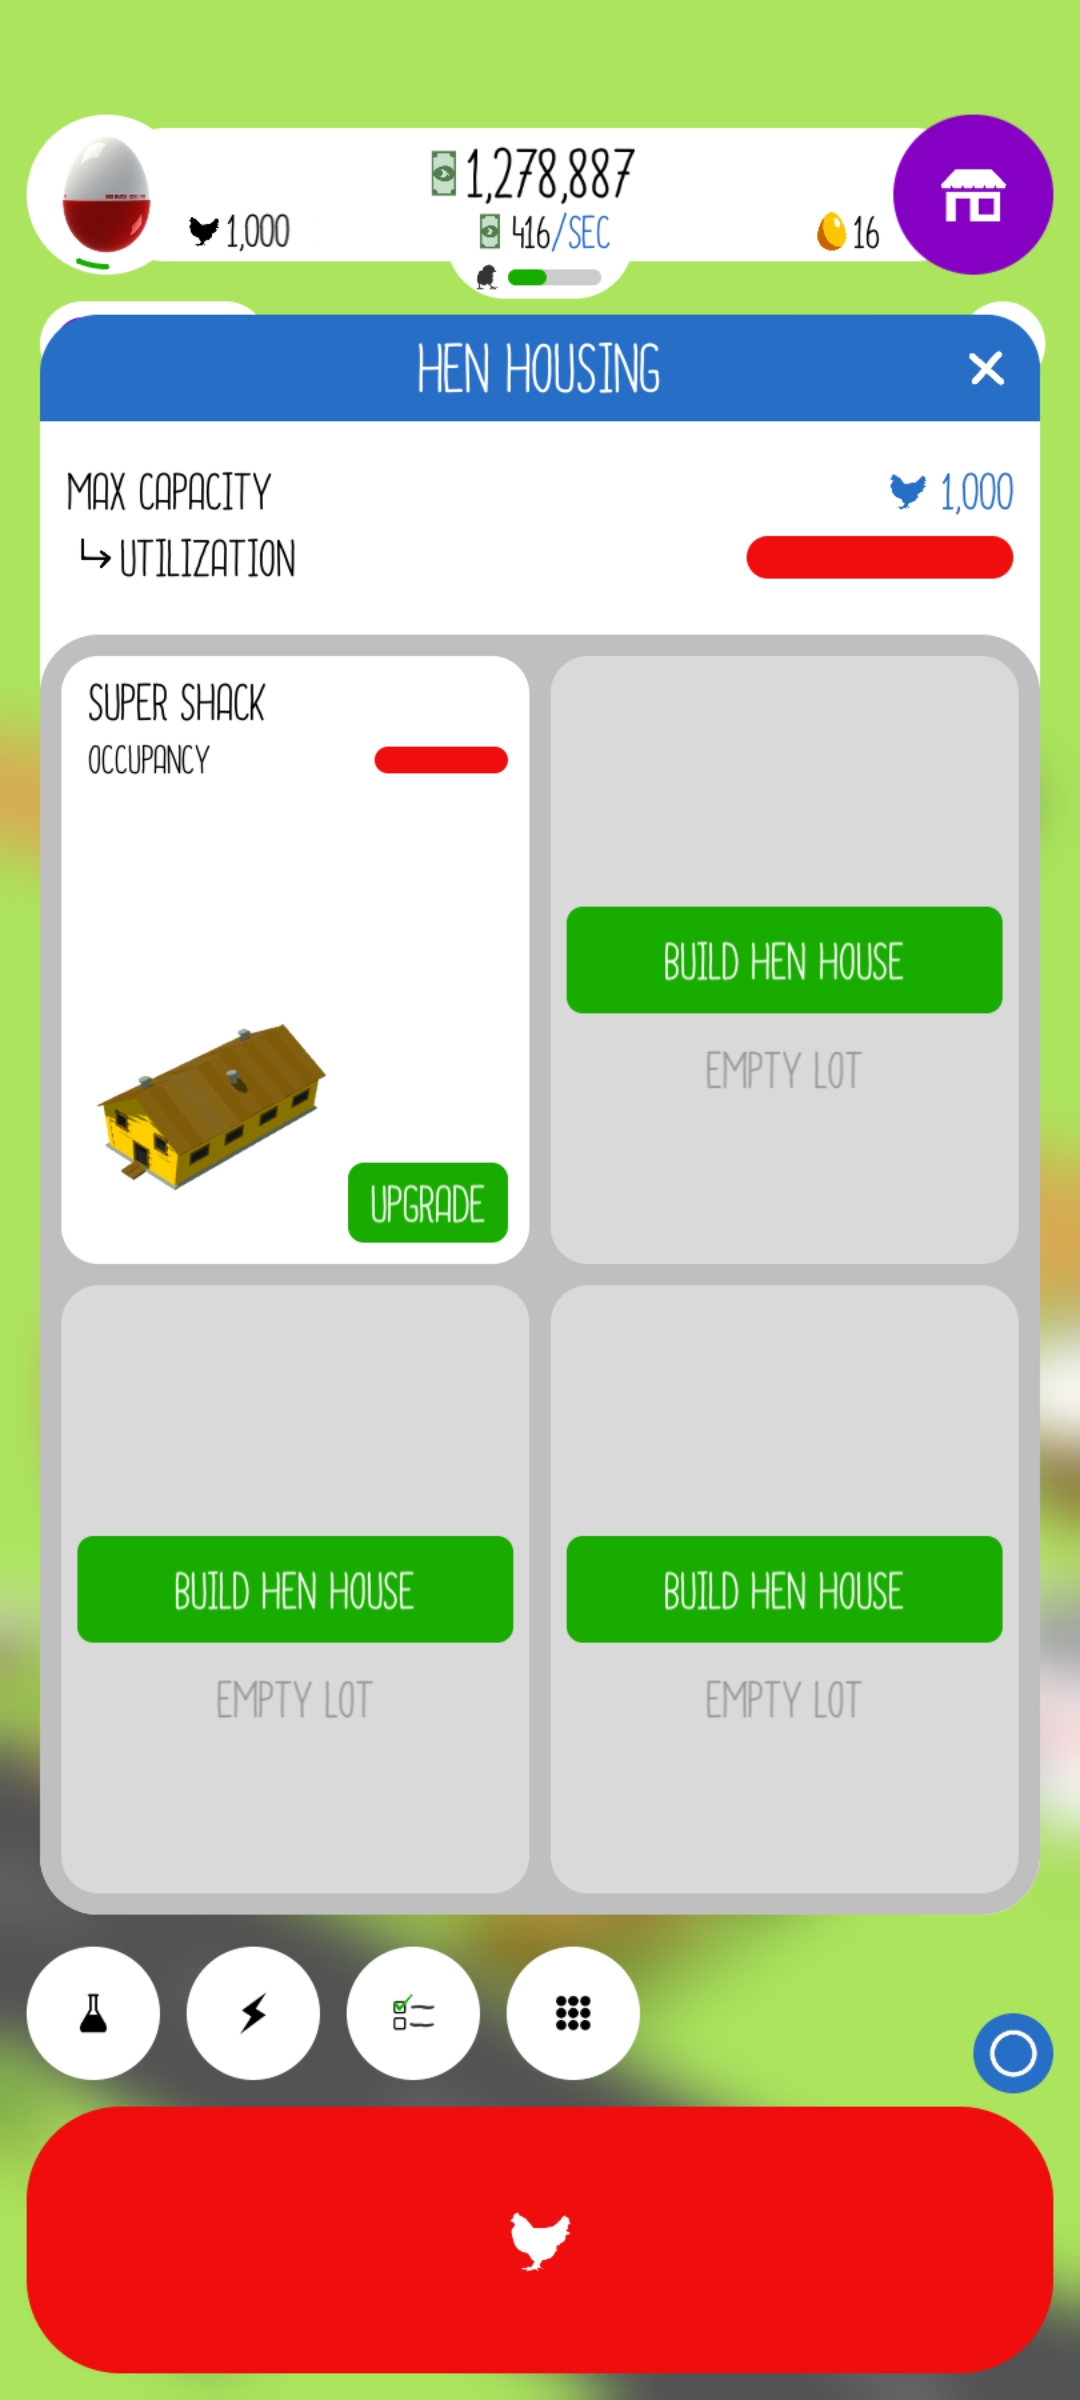 1,278,887
1,000
416/SEC
16
HEN HOUSING
MAX CAPACITY
1,000
UTILIZATION
SUPER SHACK
OCCUPANCY
BUILD HEN HOUSE
EMPTY LOT
UPGRADE
BUILD HEN HOUSE
BUILD HEN HOUSE
EMPTY LOT
EMPTY LOT